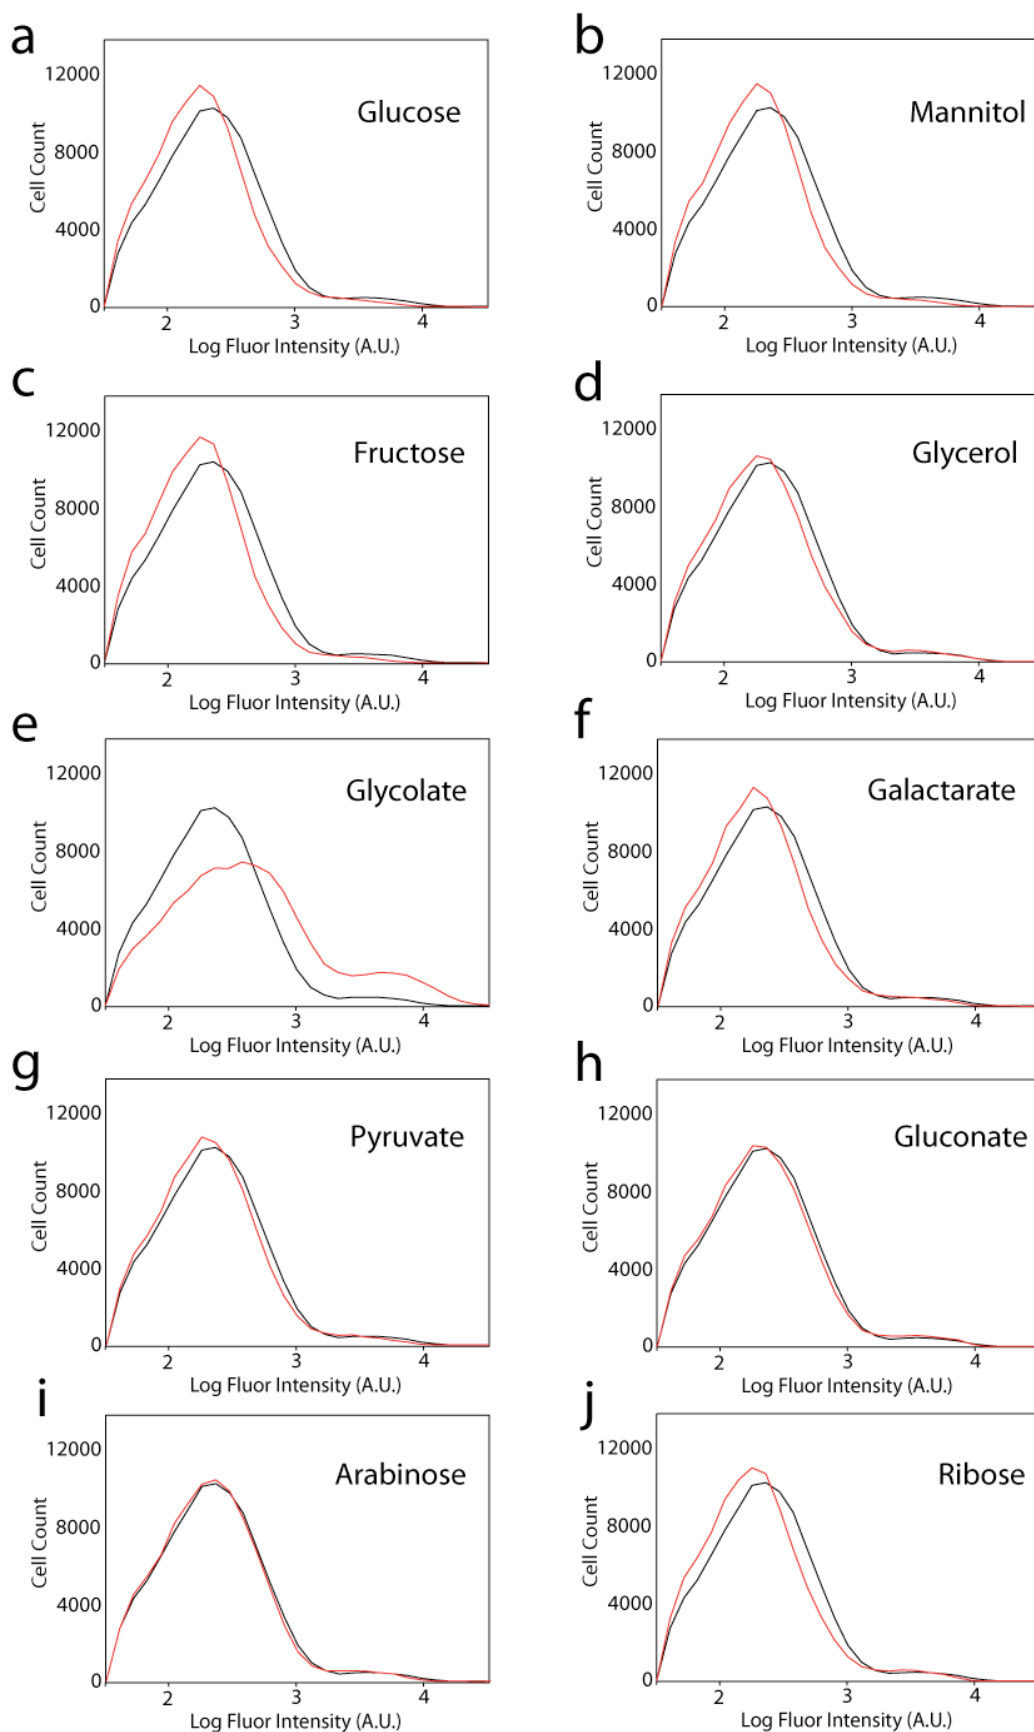 a
12000
8000
4000
0
Cell Count
Glucose
2
3
4
Log Fluor Intensity (A.U.)
b
12000
8000
4000
0
Cell Count
Mannitol
2
3
4
Log Fluor Intensity (A.U.)
c
12000
8000
4000
0
Cell Count
Fructose
2
3
4
Log Fluor Intensity (A.U.)
d
12000
8000
4000
0
Cell Count
Glycerol
2
3
4
Log Fluor Intensity (A.U.)
e
12000
8000
4000
0
Cell Count
Glycolate
2
3
4
Log Fluor Intensity (A.U.)
f
12000
8000
4000
0
Cell Count
Galactarate
2
3
4
Log Fluor Intensity (A.U.)
g
12000
8000
4000
0
Cell Count
Pyruvate
2
3
4
Log Fluor Intensity (A.U.)
h
12000
8000
4000
0
Cell Count
Gluconate
2
3
4
Log Fluor Intensity (A.U.)
i
12000
8000
4000
0
Cell Count
Arabinose
2
3
4
Log Fluor Intensity (A.U.)
j
12000
8000
4000
0
Cell Count
Ribose
2
3
4
Log Fluor Intensity (A.U.)